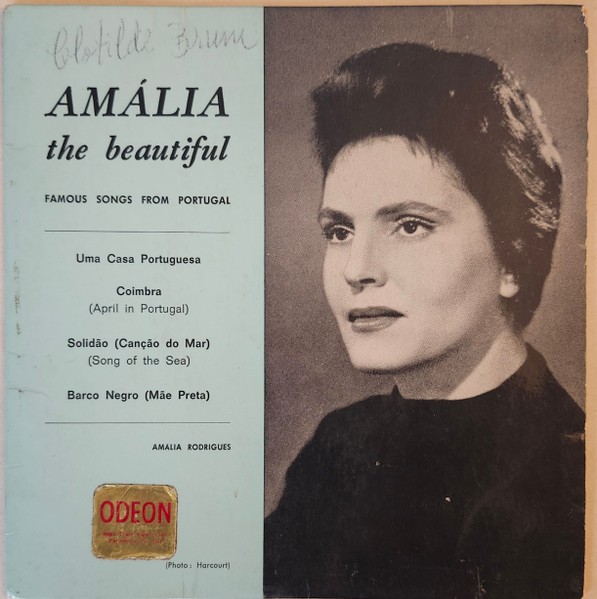 Clotilde Brum
AMÁLIA
the beautiful
FAMOUS SONGS FROM PORTUGAL
Uma Casa Portuguesa
Coimbra
(April in Portugal)
Solidão (Canção do Mar)
(Song of the Sea)
Barco Negro (Mãe Preta)
AMALIA RODRIGUES
ODEON
(Photo : Harcourt)